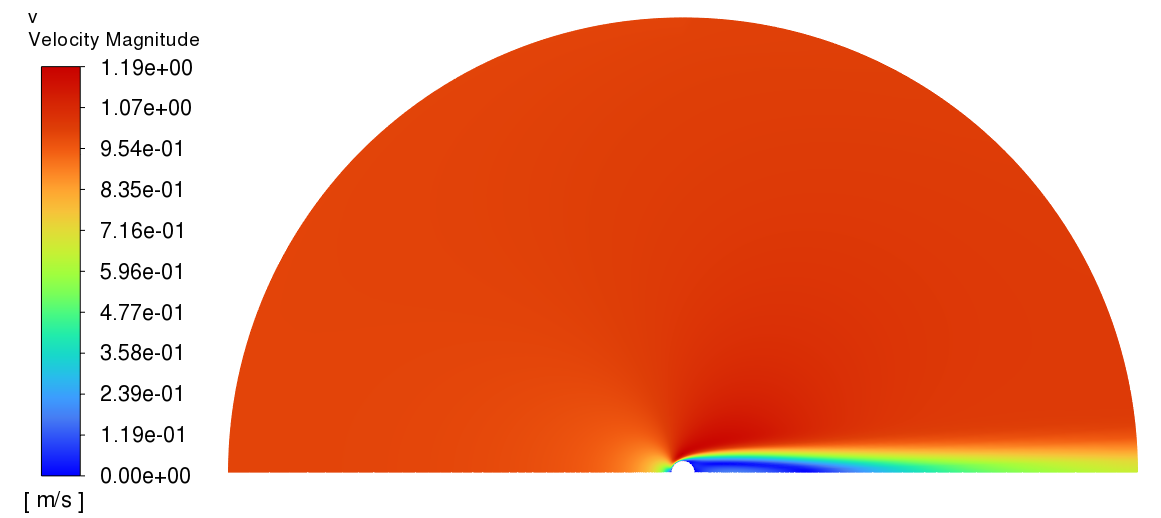 v
Velocity Magnitude
1.19e+00
1.07e+00
9.54e-01
8.35e-01
7.16e-01
5.96e-01
4.77e-01
3.58e-01
2.39e-01
1.19e-01
0.00e+00
[ m/s ]